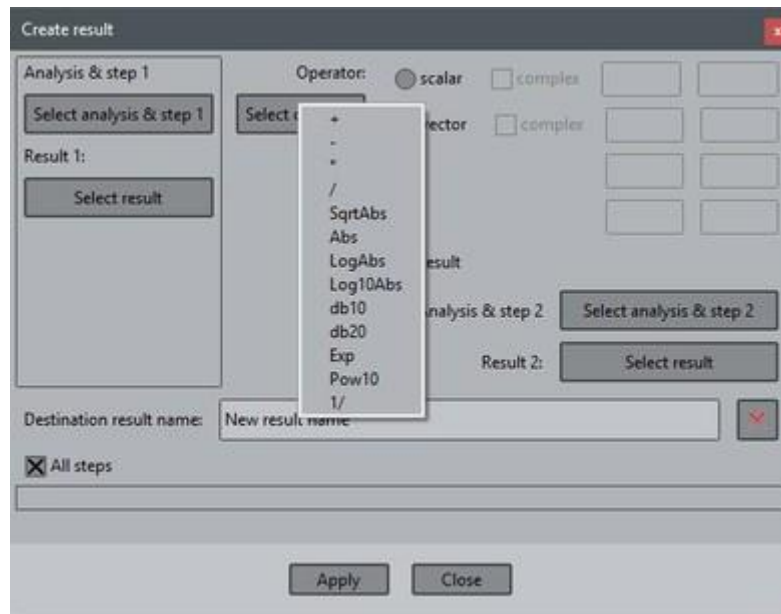 Create result
x
Analysis & step 1
Operator:
scalar
complex
Select analysis & step 1
Select
vector
complex
Result 1:
Select result
+
-
*
/
SqrtAbs
Abs
LogAbs
Log10Abs
db10
db20
Exp
Pow10
1/
esult
nalysis & step 2
Select analysis & step 2
Result 2:
Select result
Destination result name:
New result name
All steps
Apply
Close